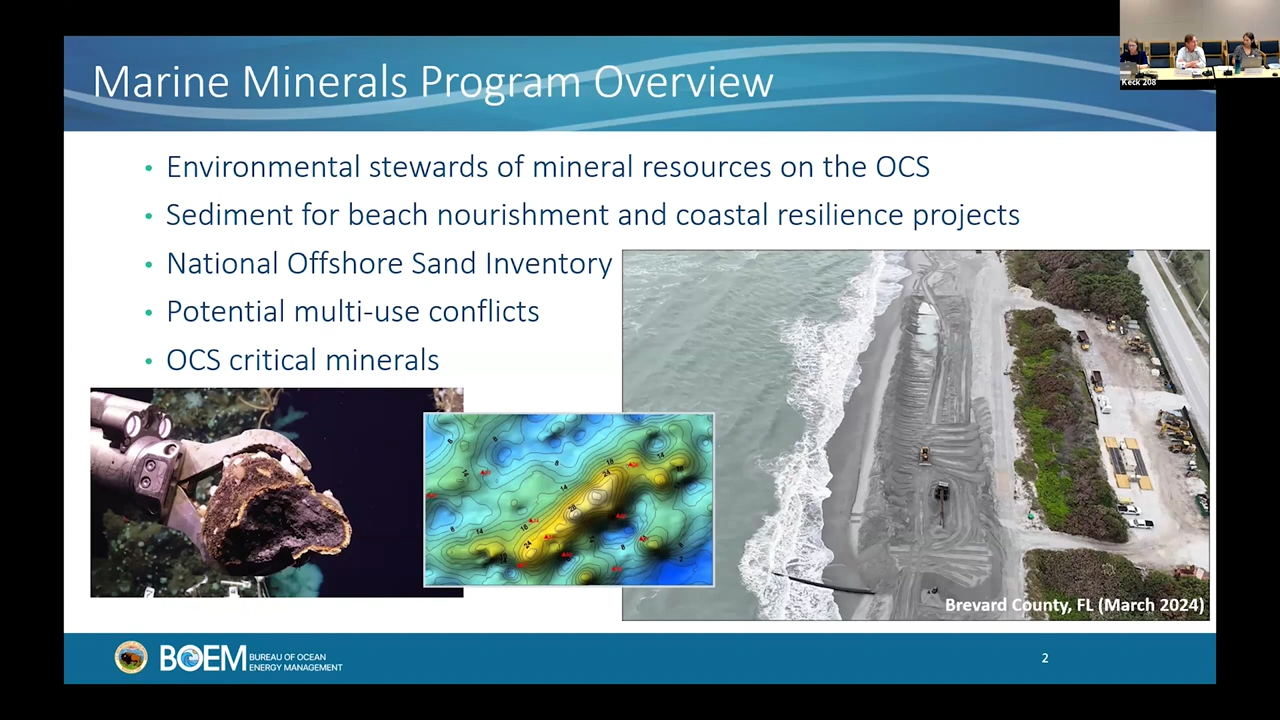 Marine Minerals Program Overview
Keck 208
• Environmental stewards of mineral resources on the OCS
• Sediment for beach nourishment and coastal resilience projects
• National Offshore Sand Inventory
• Potential multi-use conflicts
• OCS critical minerals
Brevard County, FL (March 2024)
BOEM
BUREAU OF OCEAN
ENERGY MANAGEMENT
2